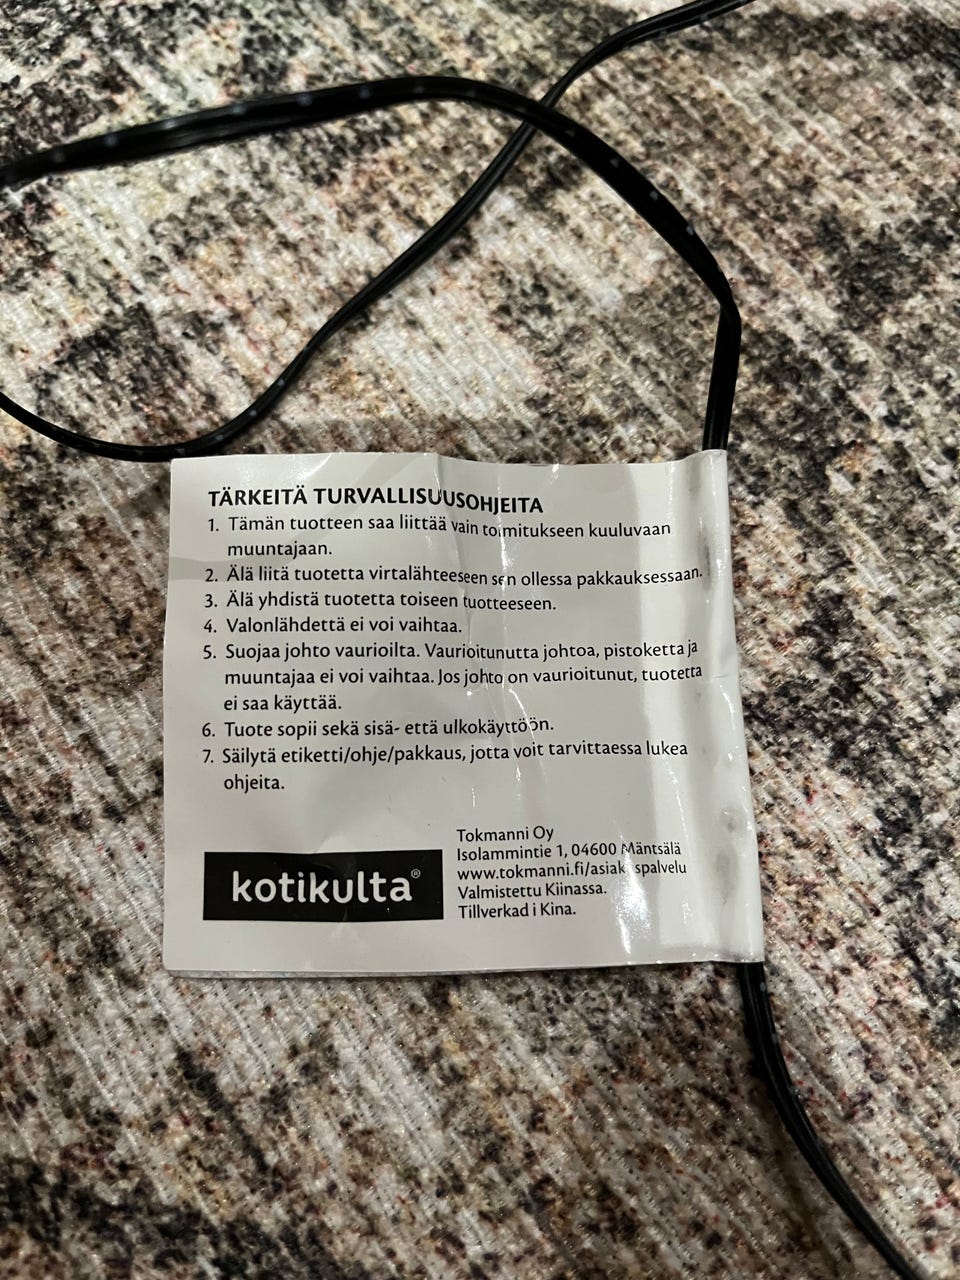 TÄRKEITÄ TURVALLISUUSOHJEITA
1. Tämän tuotteen saa liittää vain toimitukseen kuuluvaan
muuntajaan.
2. Älä liitä tuotetta virtalähteeseen sen ollessa pakkauksessaan.
3. Älä yhdistä tuotetta toiseen tuotteeseen.
4. Valonlähdettä ei voi vaihtaa.
5. Suojaa johto vaurioilta. Vaurioitunutta johtoa, pistoketta ja
muuntajaa ei voi vaihtaa. Jos johto on vaurioitunut, tuotetta
ei saa käyttää.
6. Tuote sopii sekä sisä- että ulkokäyttöön.
7. Säilytä etiketti/ohje/pakkaus, jotta voit tarvittaessa lukea
ohjeita.
kotikulta®
Tokmanni Oy
Isolammintie 1, 04600 Mäntsälä
www.tokmanni.fi/asiakaspalvelu
Valmistettu Kiinassa.
Tillverkad i Kina.